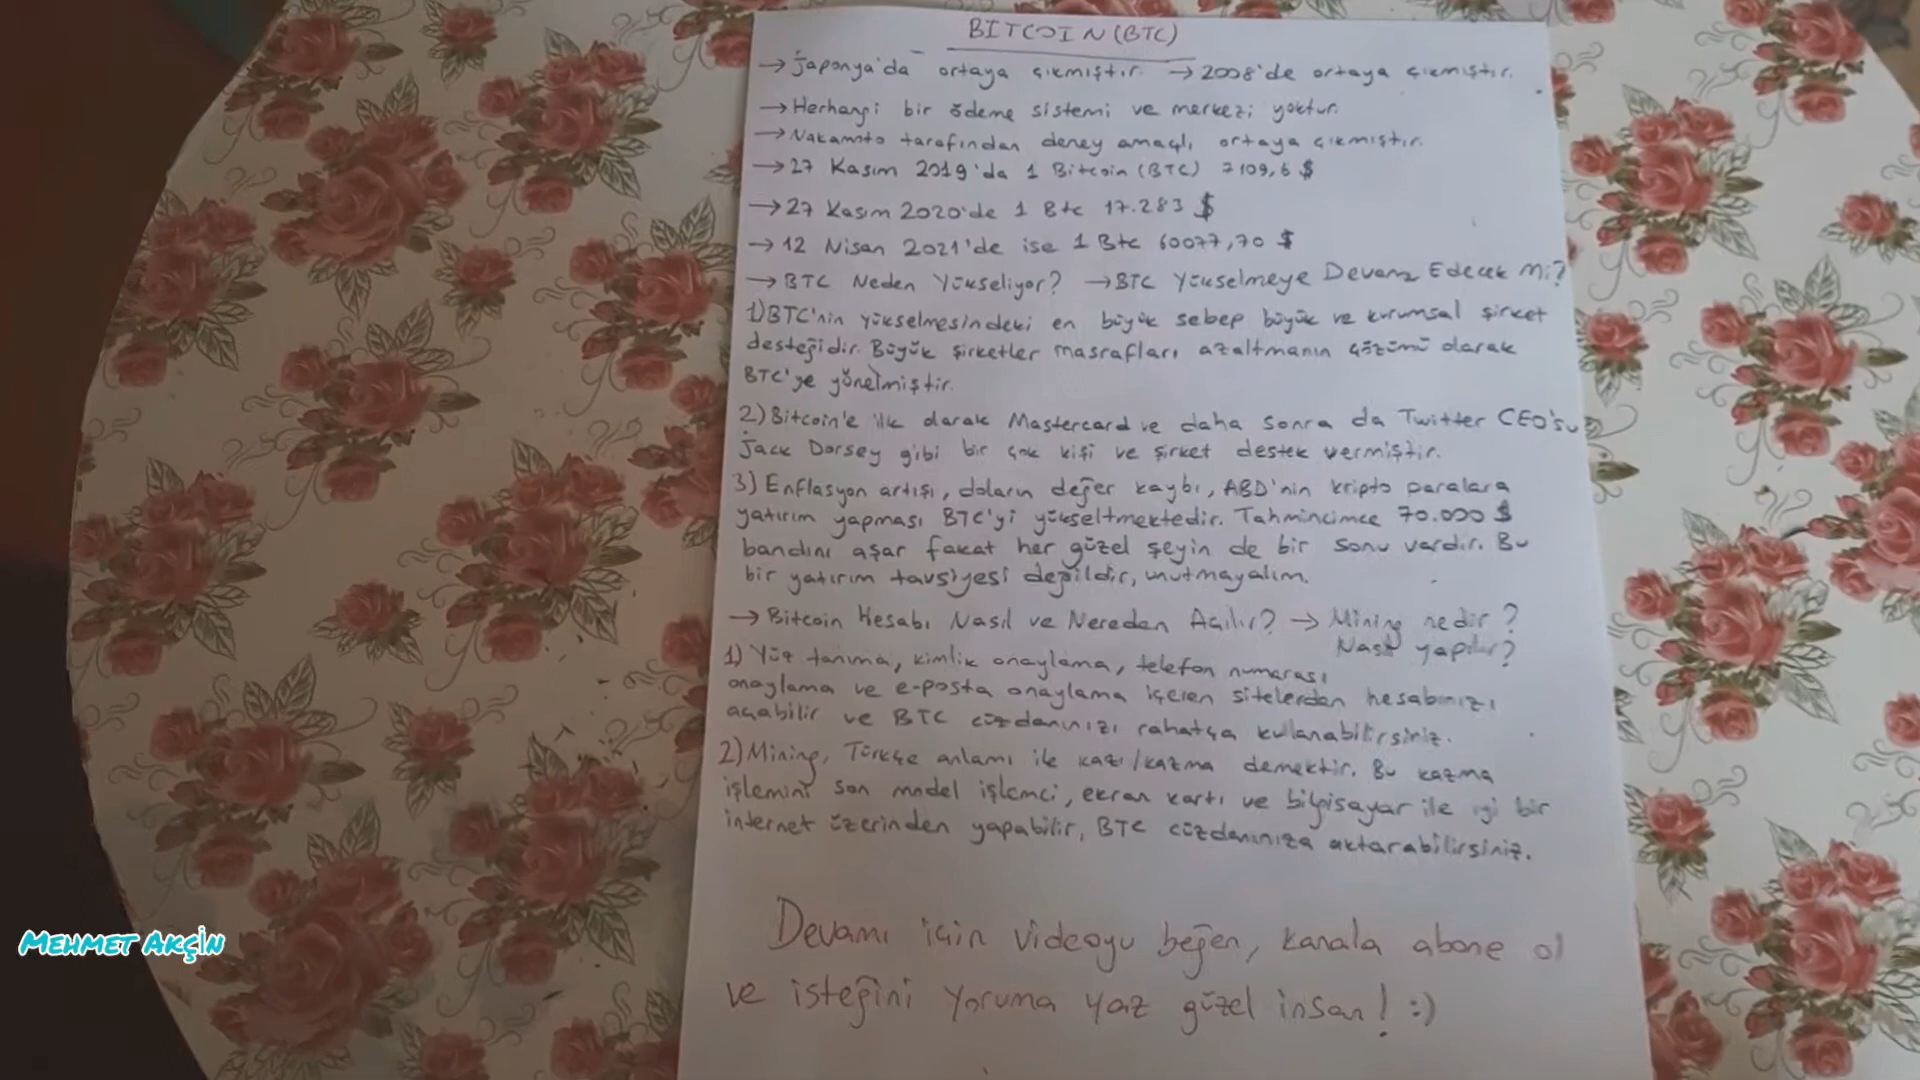 BITCOIN (BTC)
→ Japonya'da ortaya çıkmıştır. → 2008'de ortaya çıkmıştır.
→ Herhangi bir ödeme sistemi ve merkezi yoktur.
→ Nakamoto tarafından deney amaçlı ortaya çıkmıştır.
→ 27 Kasım 2019'da 1 Bitcoin (BTC) 7109,6 $
→ 27 Kasım 2020'de 1 Btc 17.283 $
→ 12 Nisan 2021'de ise 1 Btc 60077,70 $
→ BTC Neden Yükseliyor? → BTC Yükselmeye Devam Edecek Mi?
1) BTC'nin yükselmesindeki en büyük sebep büyük ve kurumsal şirket
desteğidir. Büyük şirketler masrafları azaltmanın çözümü olarak
BTC'ye yönelmiştir.
2) Bitcoin'e ilk olarak Mastercard ve daha sonra da Twitter CEO'su
Jack Dorsey gibi bir çok kişi ve şirket destek vermiştir.
3) Enflasyon artışı, doların değer kaybı, ABD'nin kripto paralara
yatırım yapması BTC'yi yükseltmektedir. Tahmincimce 70.000 $
bandını aşar fakat her güzel şeyin de bir sonu vardır. Bu
bir yatırım tavsiyesi değildir, unutmayalım.
→ Bitcoin Hesabı Nasıl ve Nereden Açılır? → Mining nedir?
Nasıl yapılır?
1) Yüz tanıma, kimlik onaylama, telefon numarası
onaylama ve e-posta onaylama içeren sitelerden hesabınızı
açabilir ve BTC cüzdanınızı rahatça kullanabilirsiniz.
2) Mining, Türkçe anlamı ile kazı/kazma demektir. Bu kazma
işlemini son model işlemci, ekran kartı ve bilgisayar ile iyi bir
internet üzerinden yapabilir, BTC cüzdanınıza aktarabilirsiniz.
Devamı için videoyu beğen, kanala abone ol
ve isteğini yoruma yaz güzel insan! :)
MEHMET AKÇİN